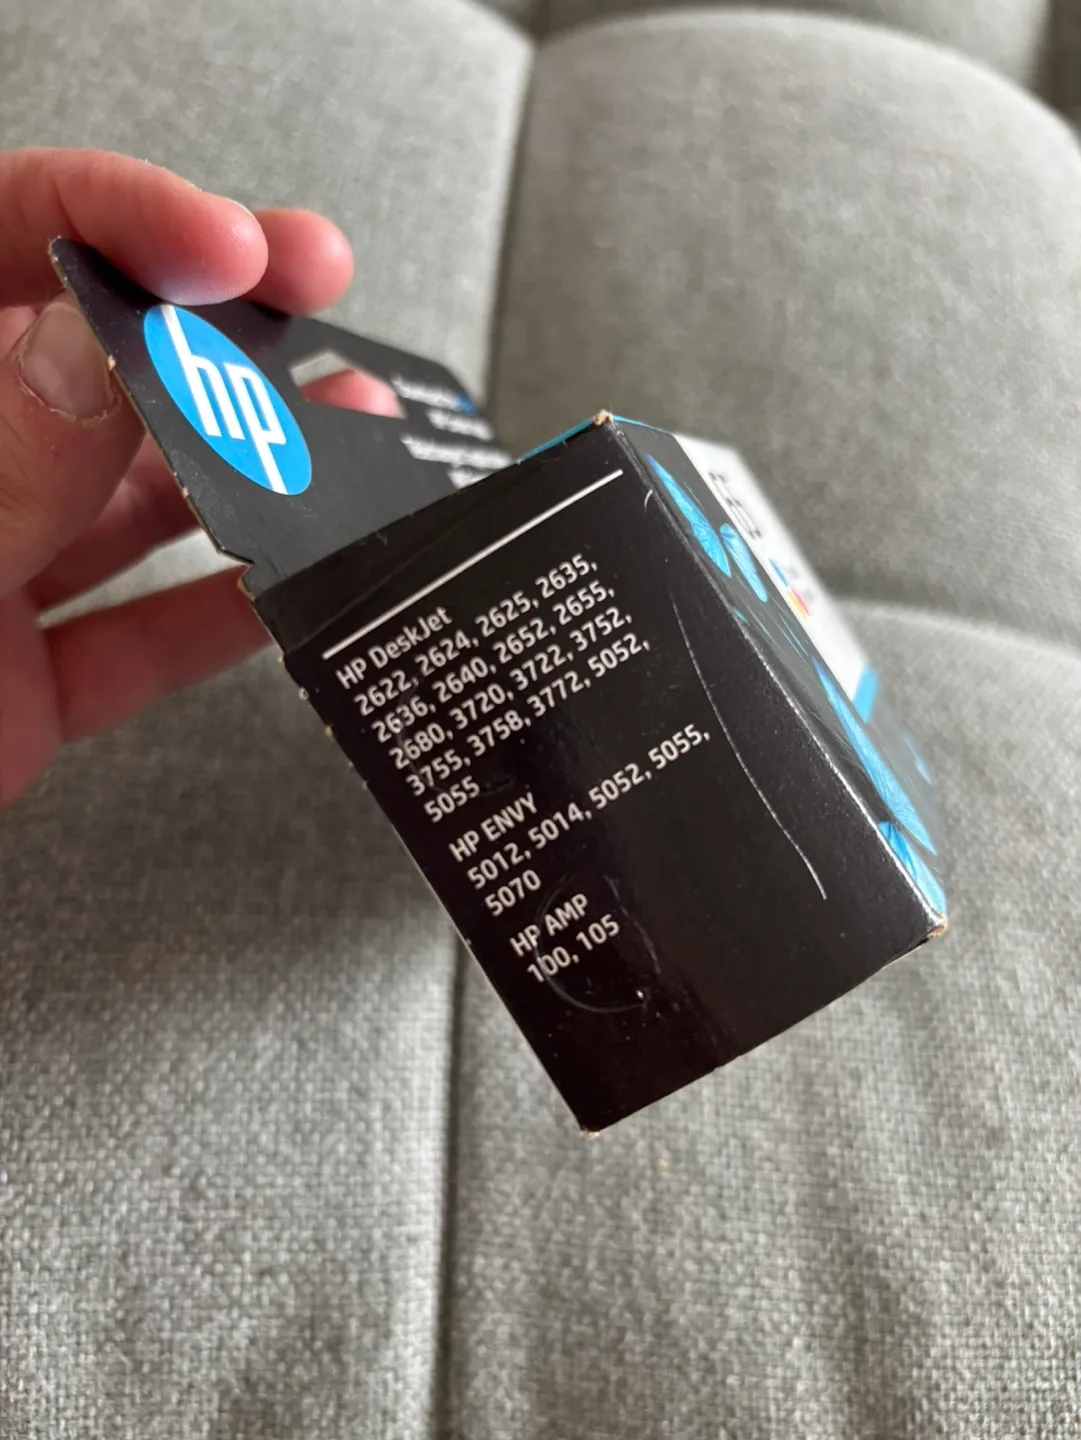 hp
HP DeskJet
2622, 2624, 2625, 2635,
2636, 2640, 2652, 2655,
2680, 3720, 3722, 3752,
3755, 3758, 3772, 5052,
5055
HP ENVY
5012, 5014, 5052, 5055,
5070
HP AMP
100, 105